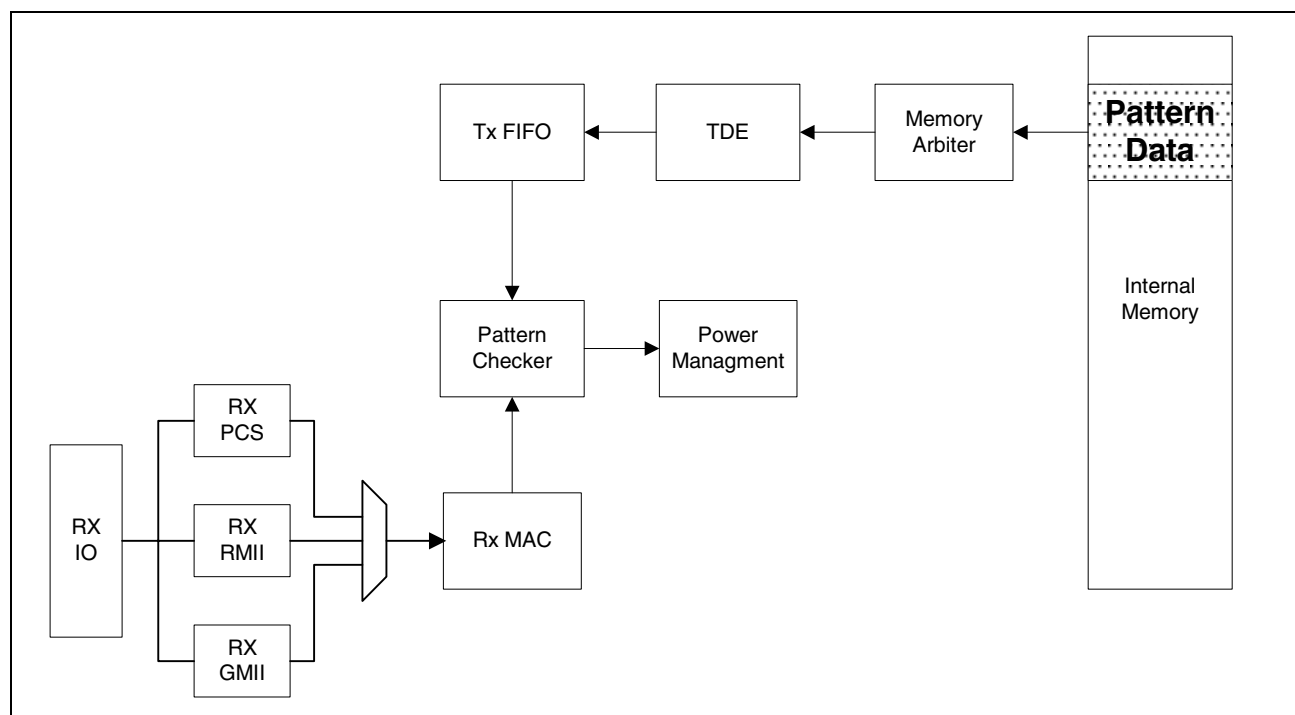 Tx FIFO
TDE
Memory
Arbiter
Pattern
Data
Internal
Memory
Pattern
Checker
Power
Managment
RX
PCS
RX
IO
RX
RMII
Rx MAC
RX
GMII